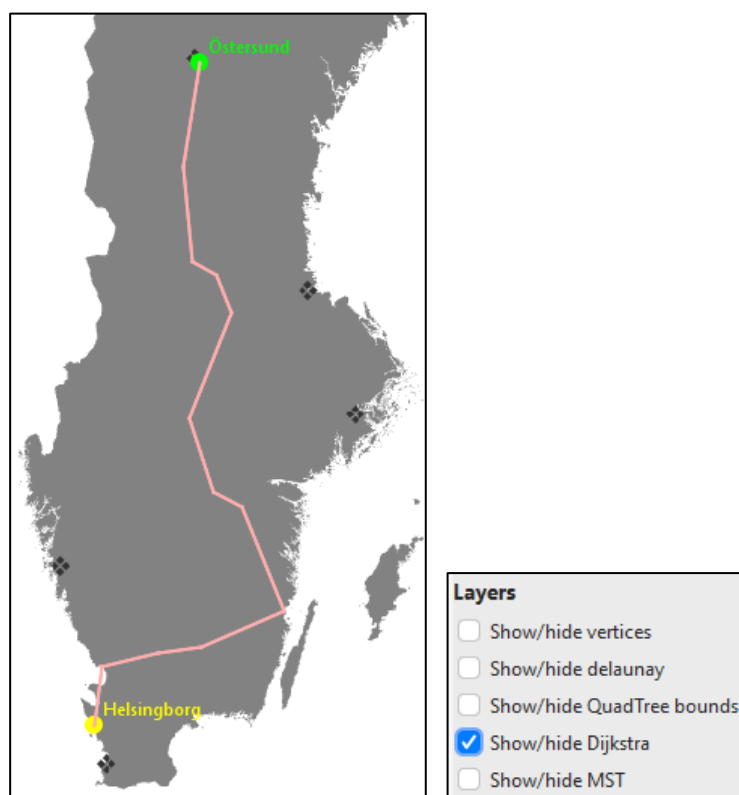 Östersund
Helsingborg
Layers
Show/hide vertices
Show/hide delaunay
Show/hide QuadTree bounds
Show/hide Dijkstra
Show/hide MST